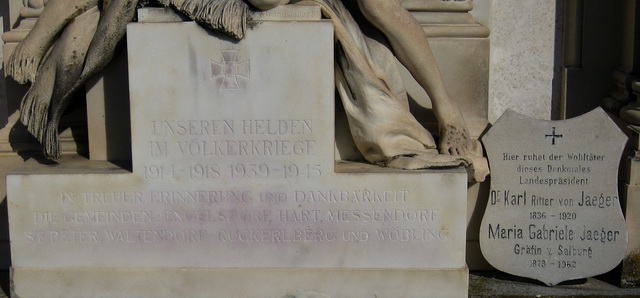 UNSEREN HELDEN
IM VÖLKERKRIEGE
1914-1918 1939-1945
IN TREUER ERINNERUNG UND DANKBARKEIT
DIE GEMEINDEN ENGELSDORF, HART, MESSENDORF
ST. PETER, WALTENDORF-RUCKERLBERG UND WÖBLING
Hier ruhet der Wohltäter
dieses Denkmales
Landespräsident
Dr Karl Ritter von Jaeger
1836 - 1920
Maria Gabriele Jaeger
Gräfin v. Salburg
1879 - 1962